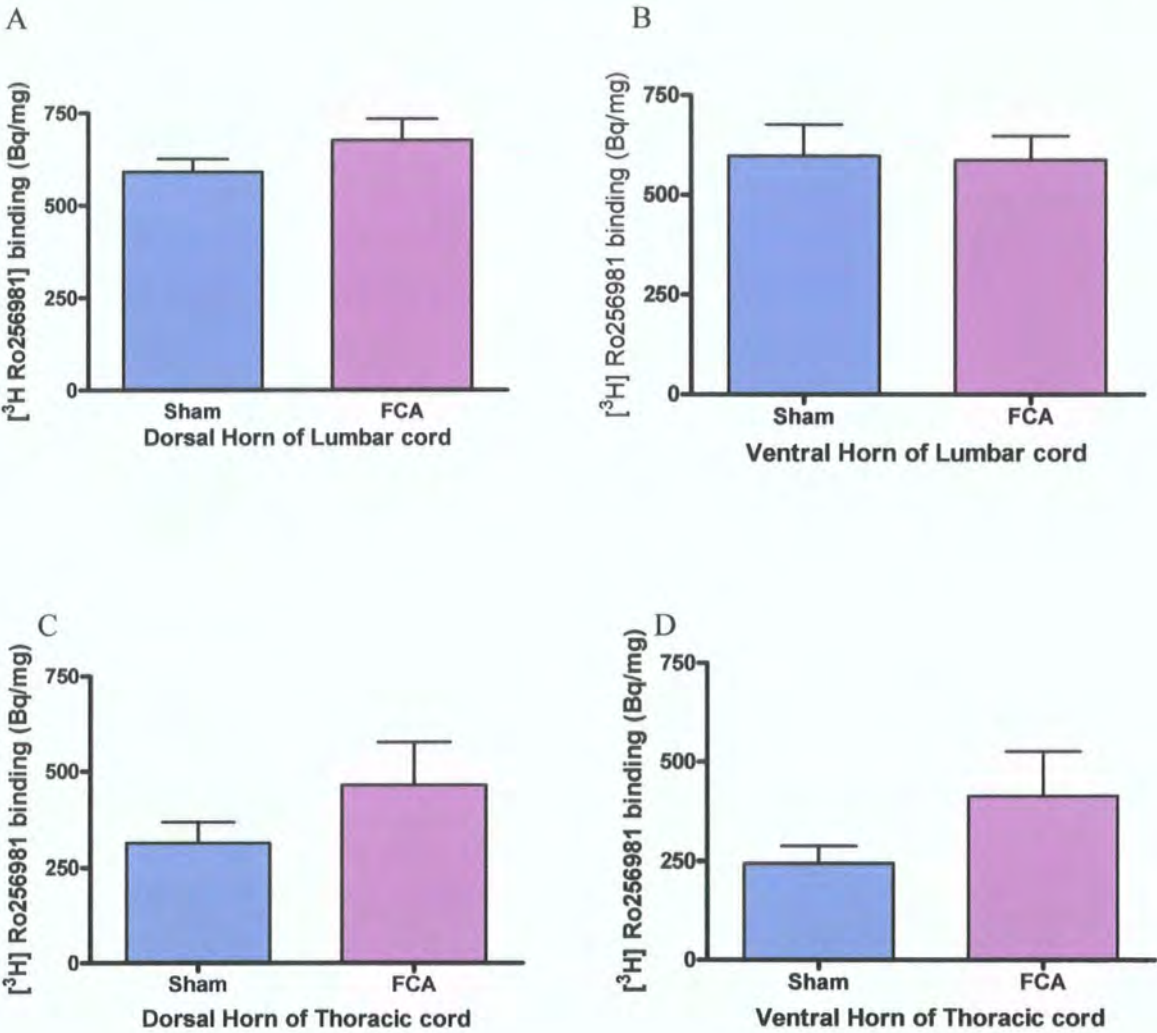 A
[³H Ro256981] binding (Bq/mg)
750
500
250
0
Sham FCA
Dorsal Horn of Lumbar cord
B
[³H] Ro256981 binding (Bq/mg)
750
500
250
0
Sham FCA
Ventral Horn of Lumbar cord
C
[³H] Ro256981 binding (Bq/mg)
750
500
250
0
Sham FCA
Dorsal Horn of Thoracic cord
D
[³H] Ro256981 binding (Bq/mg)
750
500
250
0
Sham FCA
Ventral Horn of Thoracic cord